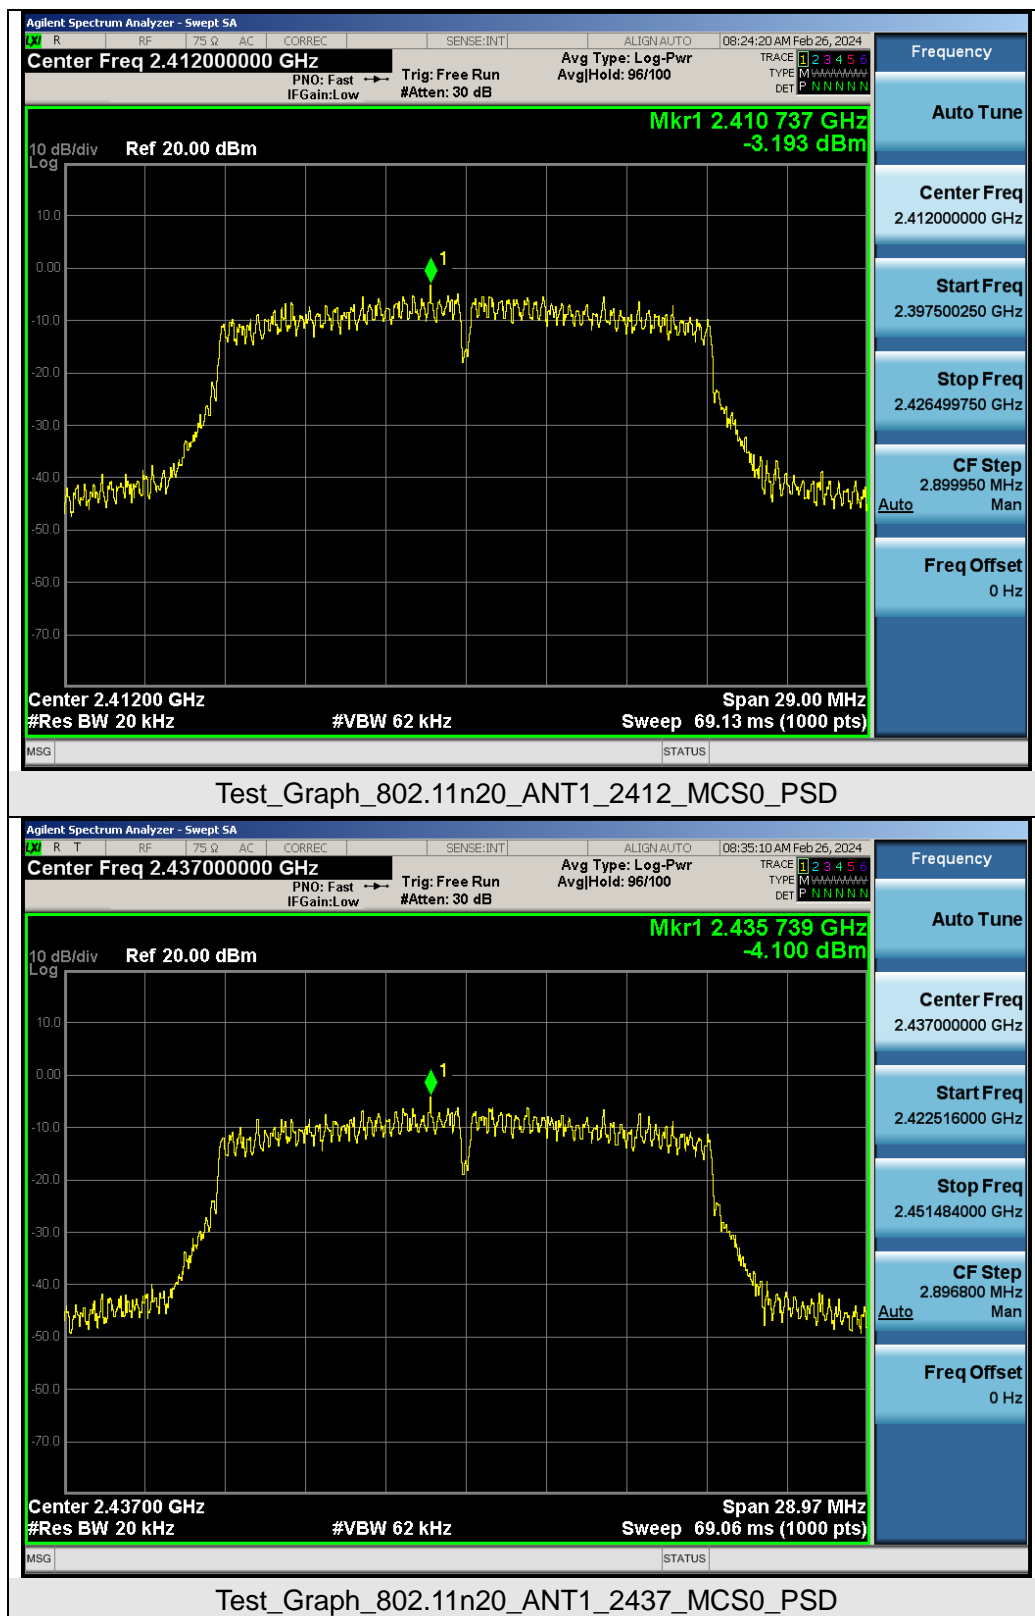 Agilent Spectrum Analyzer - Swept SA
LXI R RF 75 Ω AC CORREC SENSE:INT ALIGN AUTO 08:24:20 AM Feb 26, 2024
Center Freq 2.412000000 GHz
PNO: Fast Trig: Free Run Avg Type: Log-Pwr TRACE 1 2 3 4 5 6
IFGain:Low #Atten: 30 dB Avg|Hold: 96/100 TYPE M WWWWW
DET P N N N N N
Mkr1 2.410 737 GHz
-3.193 dBm
10 dB/div Ref 20.00 dBm
Log
10.0
0.00
1
-10.0
-20.0
-30.0
-40.0
-50.0
-60.0
-70.0
Center 2.41200 GHz Span 29.00 MHz
#Res BW 20 kHz #VBW 62 kHz Sweep 69.13 ms (1000 pts)
MSG STATUS
Frequency
Auto Tune
Center Freq
2.412000000 GHz
Start Freq
2.397500250 GHz
Stop Freq
2.426499750 GHz
CF Step
2.899950 MHz
Auto Man
Freq Offset
0 Hz
Test_Graph_802.11n20_ANT1_2412_MCS0_PSD
Agilent Spectrum Analyzer - Swept SA
LXI R T RF 75 Ω AC CORREC SENSE:INT ALIGN AUTO 08:35:10 AM Feb 26, 2024
Center Freq 2.437000000 GHz
PNO: Fast Trig: Free Run Avg Type: Log-Pwr TRACE 1 2 3 4 5 6
IFGain:Low #Atten: 30 dB Avg|Hold: 96/100 TYPE M WWWWW
DET P N N N N N
Mkr1 2.435 739 GHz
-4.100 dBm
10 dB/div Ref 20.00 dBm
Log
10.0
0.00
1
-10.0
-20.0
-30.0
-40.0
-50.0
-60.0
-70.0
Center 2.43700 GHz Span 28.97 MHz
#Res BW 20 kHz #VBW 62 kHz Sweep 69.06 ms (1000 pts)
MSG STATUS
Frequency
Auto Tune
Center Freq
2.437000000 GHz
Start Freq
2.422516000 GHz
Stop Freq
2.451484000 GHz
CF Step
2.896800 MHz
Auto Man
Freq Offset
0 Hz
Test_Graph_802.11n20_ANT1_2437_MCS0_PSD